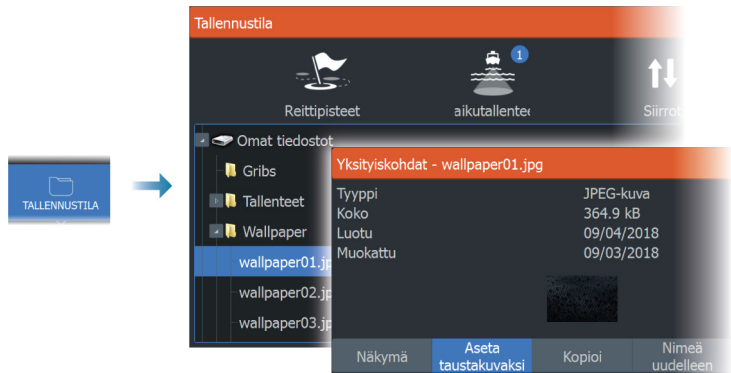 Tallennustila
1
Reittipisteet
aikutallentee
Siirrot
Omat tiedostot
Gribs
Tallenteet
Wallpaper
wallpaper01.jp
wallpaper02.jp
wallpaper03.jp
TALLENNUSTILA
Yksityiskohdat - wallpaper01.jpg
Tyyppi JPEG-kuva
Koko 364.9 kB
Luotu 09/04/2018
Muokattu 09/03/2018
Näkymä
Aseta
taustakuvaksi
Kopioi
Nimeä
uudelleen